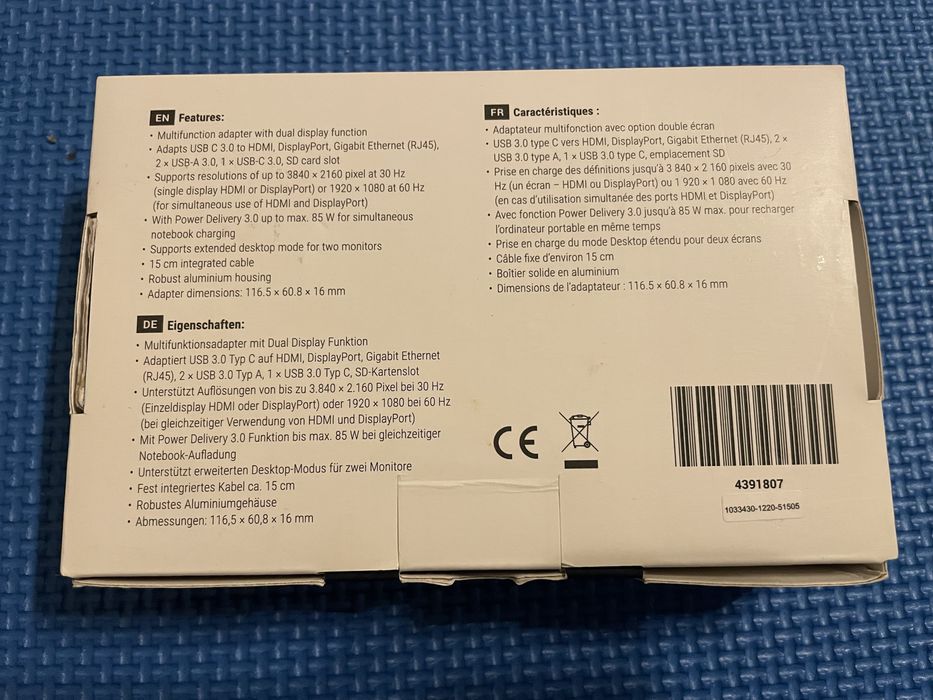 EN Features:
• Multifunction adapter with dual display function
• Adapts USB C 3.0 to HDMI, DisplayPort, Gigabit Ethernet (RJ45),
2 × USB-A 3.0, 1 × USB-C 3.0, SD card slot
• Supports resolutions of up to 3840 × 2160 pixel at 30 Hz
(single display HDMI or DisplayPort) or 1920 × 1080 at 60 Hz
(for simultaneous use of HDMI and DisplayPort)
• With Power Delivery 3.0 up to max. 85 W for simultaneous
notebook charging
• Supports extended desktop mode for two monitors
• 15 cm integrated cable
• Robust aluminium housing
• Adapter dimensions: 116.5 × 60.8 × 16 mm
DE Eigenschaften:
• Multifunktionsadapter mit Dual Display Funktion
• Adaptiert USB 3.0 Typ C auf HDMI, DisplayPort, Gigabit Ethernet
(RJ45), 2 × USB 3.0 Typ A, 1 × USB 3.0 Typ C, SD-Kartenslot
• Unterstützt Auflösungen von bis zu 3.840 × 2.160 Pixel bei 30 Hz
(Einzeldisplay HDMI oder DisplayPort) oder 1920 × 1080 bei 60 Hz
(bei gleichzeitiger Verwendung von HDMI und DisplayPort)
• Mit Power Delivery 3.0 Funktion bis max. 85 W bei gleichzeitiger
Notebook-Aufladung
• Unterstützt erweiterten Desktop-Modus für zwei Monitore
• Fest integriertes Kabel ca. 15 cm
• Robustes Aluminiumgehäuse
• Abmessungen: 116,5 × 60,8 × 16 mm
FR Caractéristiques :
• Adaptateur multifonction avec option double écran
• USB 3.0 type C vers HDMI, DisplayPort, Gigabit Ethernet (RJ45), 2 ×
USB 3.0 type A, 1 × USB 3.0 type C, emplacement SD
• Prise en charge des définitions jusqu'à 3 840 × 2 160 pixels avec 30
Hz (un écran – HDMI ou DisplayPort) ou 1 920 × 1 080 avec 60 Hz
(en cas d'utilisation simultanée des ports HDMI et DisplayPort)
• Avec fonction Power Delivery 3.0 jusqu'à 85 W max. pour recharger
l'ordinateur portable en même temps
• Prise en charge du mode Desktop étendu pour deux écrans
• Câble fixe d'environ 15 cm
• Boîtier solide en aluminium
• Dimensions de l'adaptateur : 116.5 × 60.8 × 16 mm
CE
4391807
1033430-1220-51505